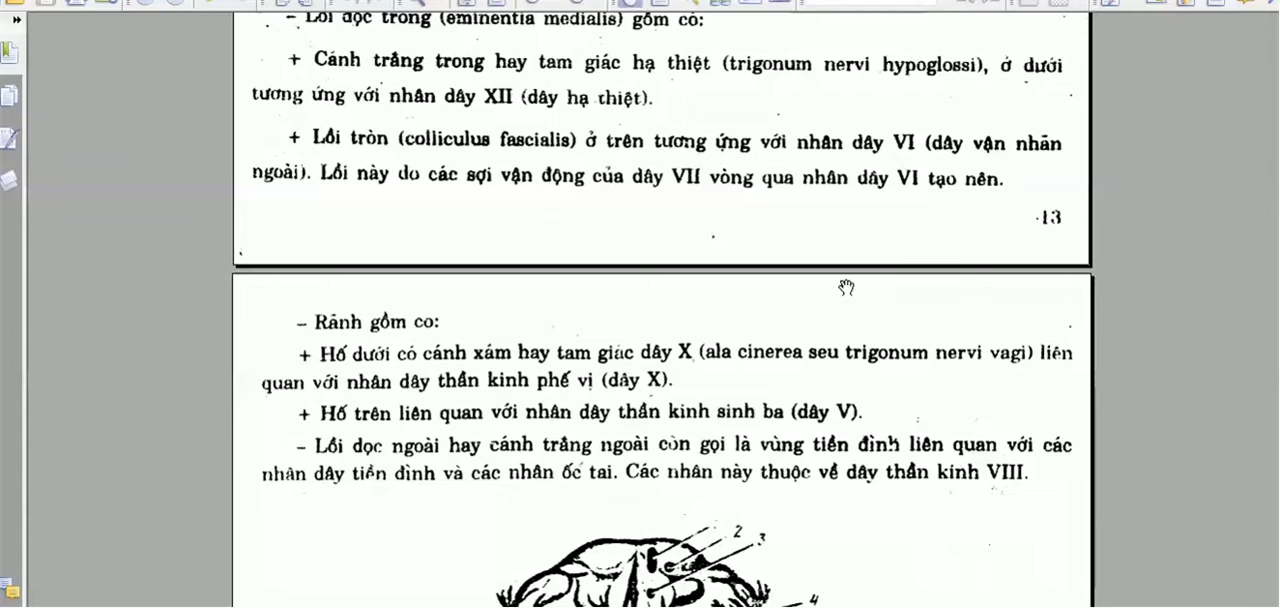 - Lồi dọc trong (eminentia medialis) gồm có:
+ Cánh trắng trong hay tam giác hạ thiệt (trigonum nervi hypoglossi), ở dưới
tương ứng với nhân dây XII (dây hạ thiệt).
+ Lồi tròn (colliculus fascialis) ở trên tương ứng với nhân dây VI (dây vận nhãn
ngoài). Lồi này do các sợi vận động của dây VII vòng qua nhân dây VI tạo nên.
13
- Rãnh gồm co:
+ Hố dưới có cánh xám hay tam giác dây X (ala cinerea seu trigonum nervi vagi) liên
quan với nhân dây thần kinh phế vị (dây X).
+ Hố trên liên quan với nhân dây thần kinh sinh ba (dây V).
- Lồi dọc ngoài hay cánh trắng ngoài còn gọi là vùng tiền đình liên quan với các
nhân dây tiền đình và các nhân ốc tai. Các nhân này thuộc về dây thần kinh VIII.
2
3
4